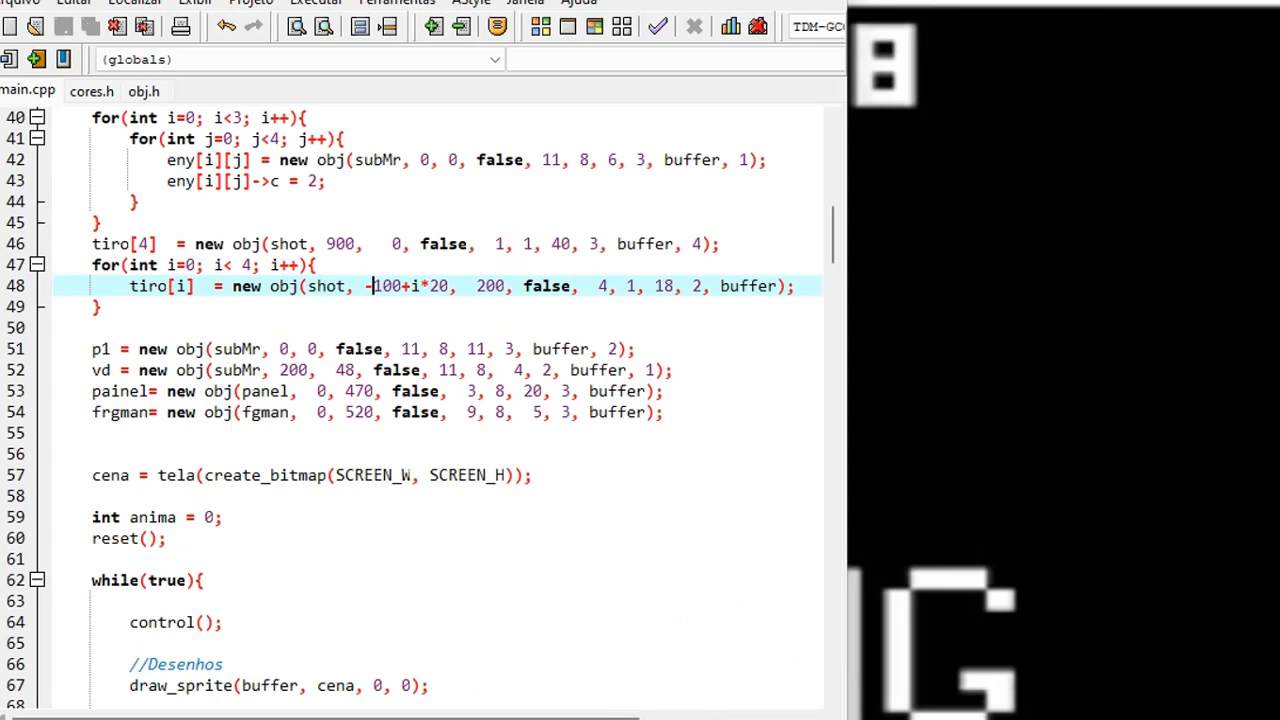 Arquivo Editar Localizar Exibir Projeto Executar Ferramentas AStyle Janela Ajuda
TDM-GC
(globals)
main.cpp cores.h obj.h
40 for(int i=0; i<3; i++){
41 for(int j=0; j<4; j++){
42 eny[i][j] = new obj(subMr, 0, 0, false, 11, 8, 6, 3, buffer, 1);
43 eny[i][j]->c = 2;
44 }
45 }
46 tiro[4] = new obj(shot, 900, 0, false, 1, 1, 40, 3, buffer, 4);
47 for(int i=0; i< 4; i++){
48 tiro[i] = new obj(shot, -100+i*20, 200, false, 4, 1, 18, 2, buffer);
49 }
50
51 p1 = new obj(subMr, 0, 0, false, 11, 8, 11, 3, buffer, 2);
52 vd = new obj(subMr, 200, 48, false, 11, 8, 4, 2, buffer, 1);
53 painel= new obj(panel, 0, 470, false, 3, 8, 20, 3, buffer);
54 frgman= new obj(fgman, 0, 520, false, 9, 8, 5, 3, buffer);
55
56
57 cena = tela(create_bitmap(SCREEN_W, SCREEN_H));
58
59 int anima = 0;
60 reset();
61
62 while(true){
63
64 control();
65
66 //Desenhos
67 draw_sprite(buffer, cena, 0, 0);
68
8
G